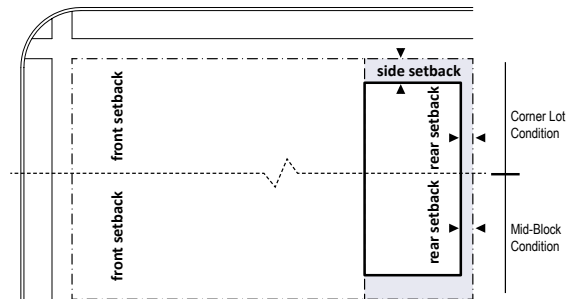 side setback
front setback
rear setback
Corner Lot
Condition
front setback
rear setback
Mid-Block
Condition